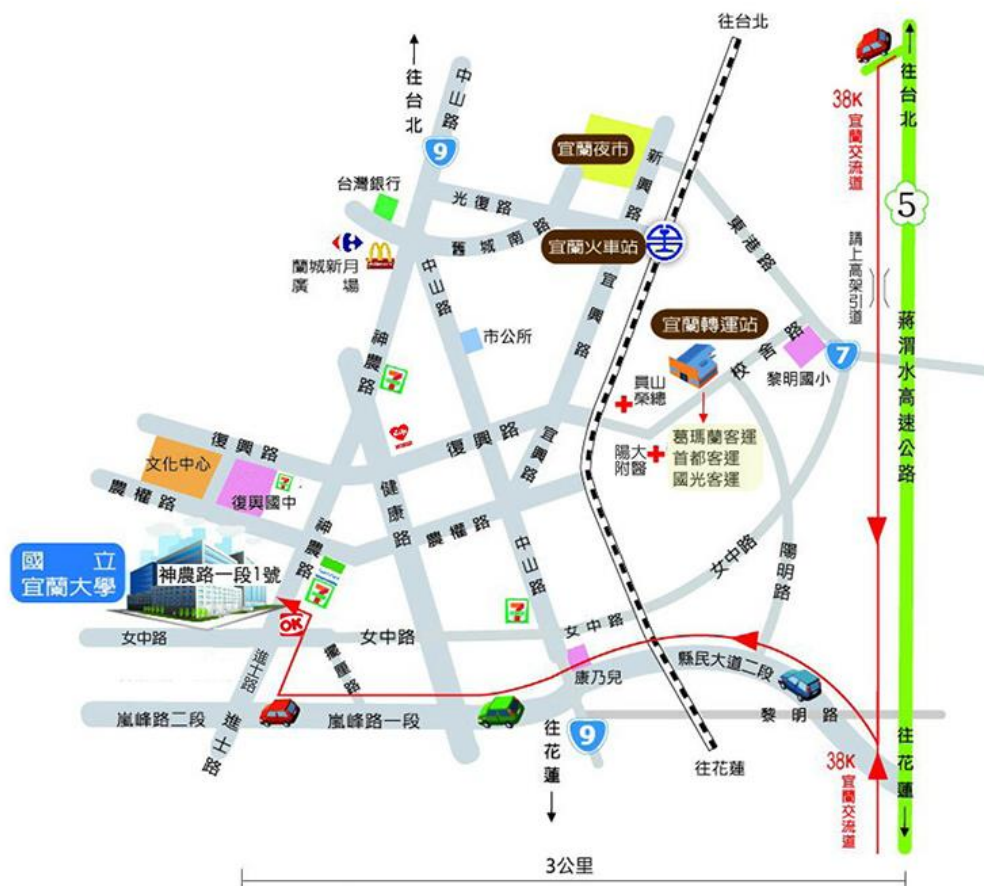 往台北
往台北
中山路
9
往台北
38K
宜蘭交流道
5
宜蘭夜市
新興路
台灣銀行
光復路
舊城南路
東港路
蘭城新月
廣場
宜蘭火車站
請上高架引道
中山路
宜興路
市公所
宜蘭轉運站
校舍路
7
黎明國小
蔣渭水高速公路
神農路
7
員山
榮總
陽大
附醫
葛瑪蘭客運
首都客運
國光客運
復興路
復興路
宜興路
文化中心
復興國中
農權路
健康路
農權路
神農路
中山路
女中路
陽明路
國立
宜蘭大學
神農路一段1號
7
7
女中路
女中路
女中路
進士路
縣民大道二段
康乃兒
嵐峰路二段
嵐峰路一段
黎明路
進士路
9
往花蓮
往花蓮
往花蓮
38K
宜蘭交流道
3公里